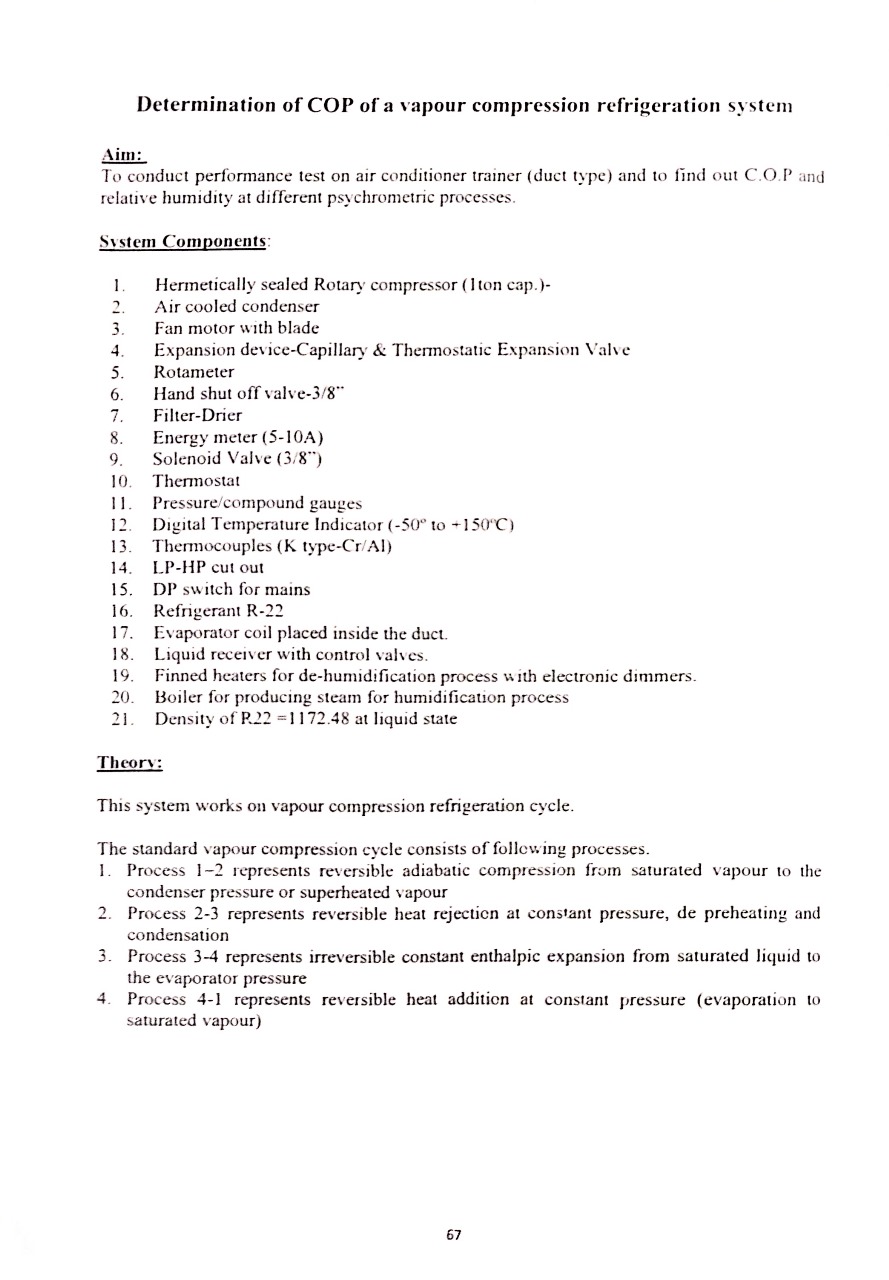 Determination of COP of a vapour compression refrigeration system
Aim:
To conduct performance test on air conditioner trainer (duct type) and to find out C.O.P and
relative humidity at different psychrometric processes.
System Components:
1. Hermetically sealed Rotary compressor (1ton cap.)-
2. Air cooled condenser
3. Fan motor with blade
4. Expansion device-Capillary & Thermostatic Expansion Valve
5. Rotameter
6. Hand shut off valve-3/8"
7. Filter-Drier
8. Energy meter (5-10A)
9. Solenoid Valve (3/8")
10. Thermostat
11. Pressure/compound gauges
12. Digital Temperature Indicator (-50° to +150°C)
13. Thermocouples (K type-Cr/Al)
14. LP-HP cut out
15. DP switch for mains
16. Refrigerant R-22
17. Evaporator coil placed inside the duct.
18. Liquid receiver with control valves.
19. Finned heaters for de-humidification process with electronic dimmers.
20. Boiler for producing steam for humidification process
21. Density of R22 =1172.48 at liquid state
Theory:
This system works on vapour compression refrigeration cycle.
The standard vapour compression cycle consists of following processes.
1. Process 1–2 represents reversible adiabatic compression from saturated vapour to the
condenser pressure or superheated vapour
2. Process 2-3 represents reversible heat rejection at constant pressure, de preheating and
condensation
3. Process 3-4 represents irreversible constant enthalpic expansion from saturated liquid to
the evaporator pressure
4. Process 4-1 represents reversible heat addition at constant pressure (evaporation to
saturated vapour)
67